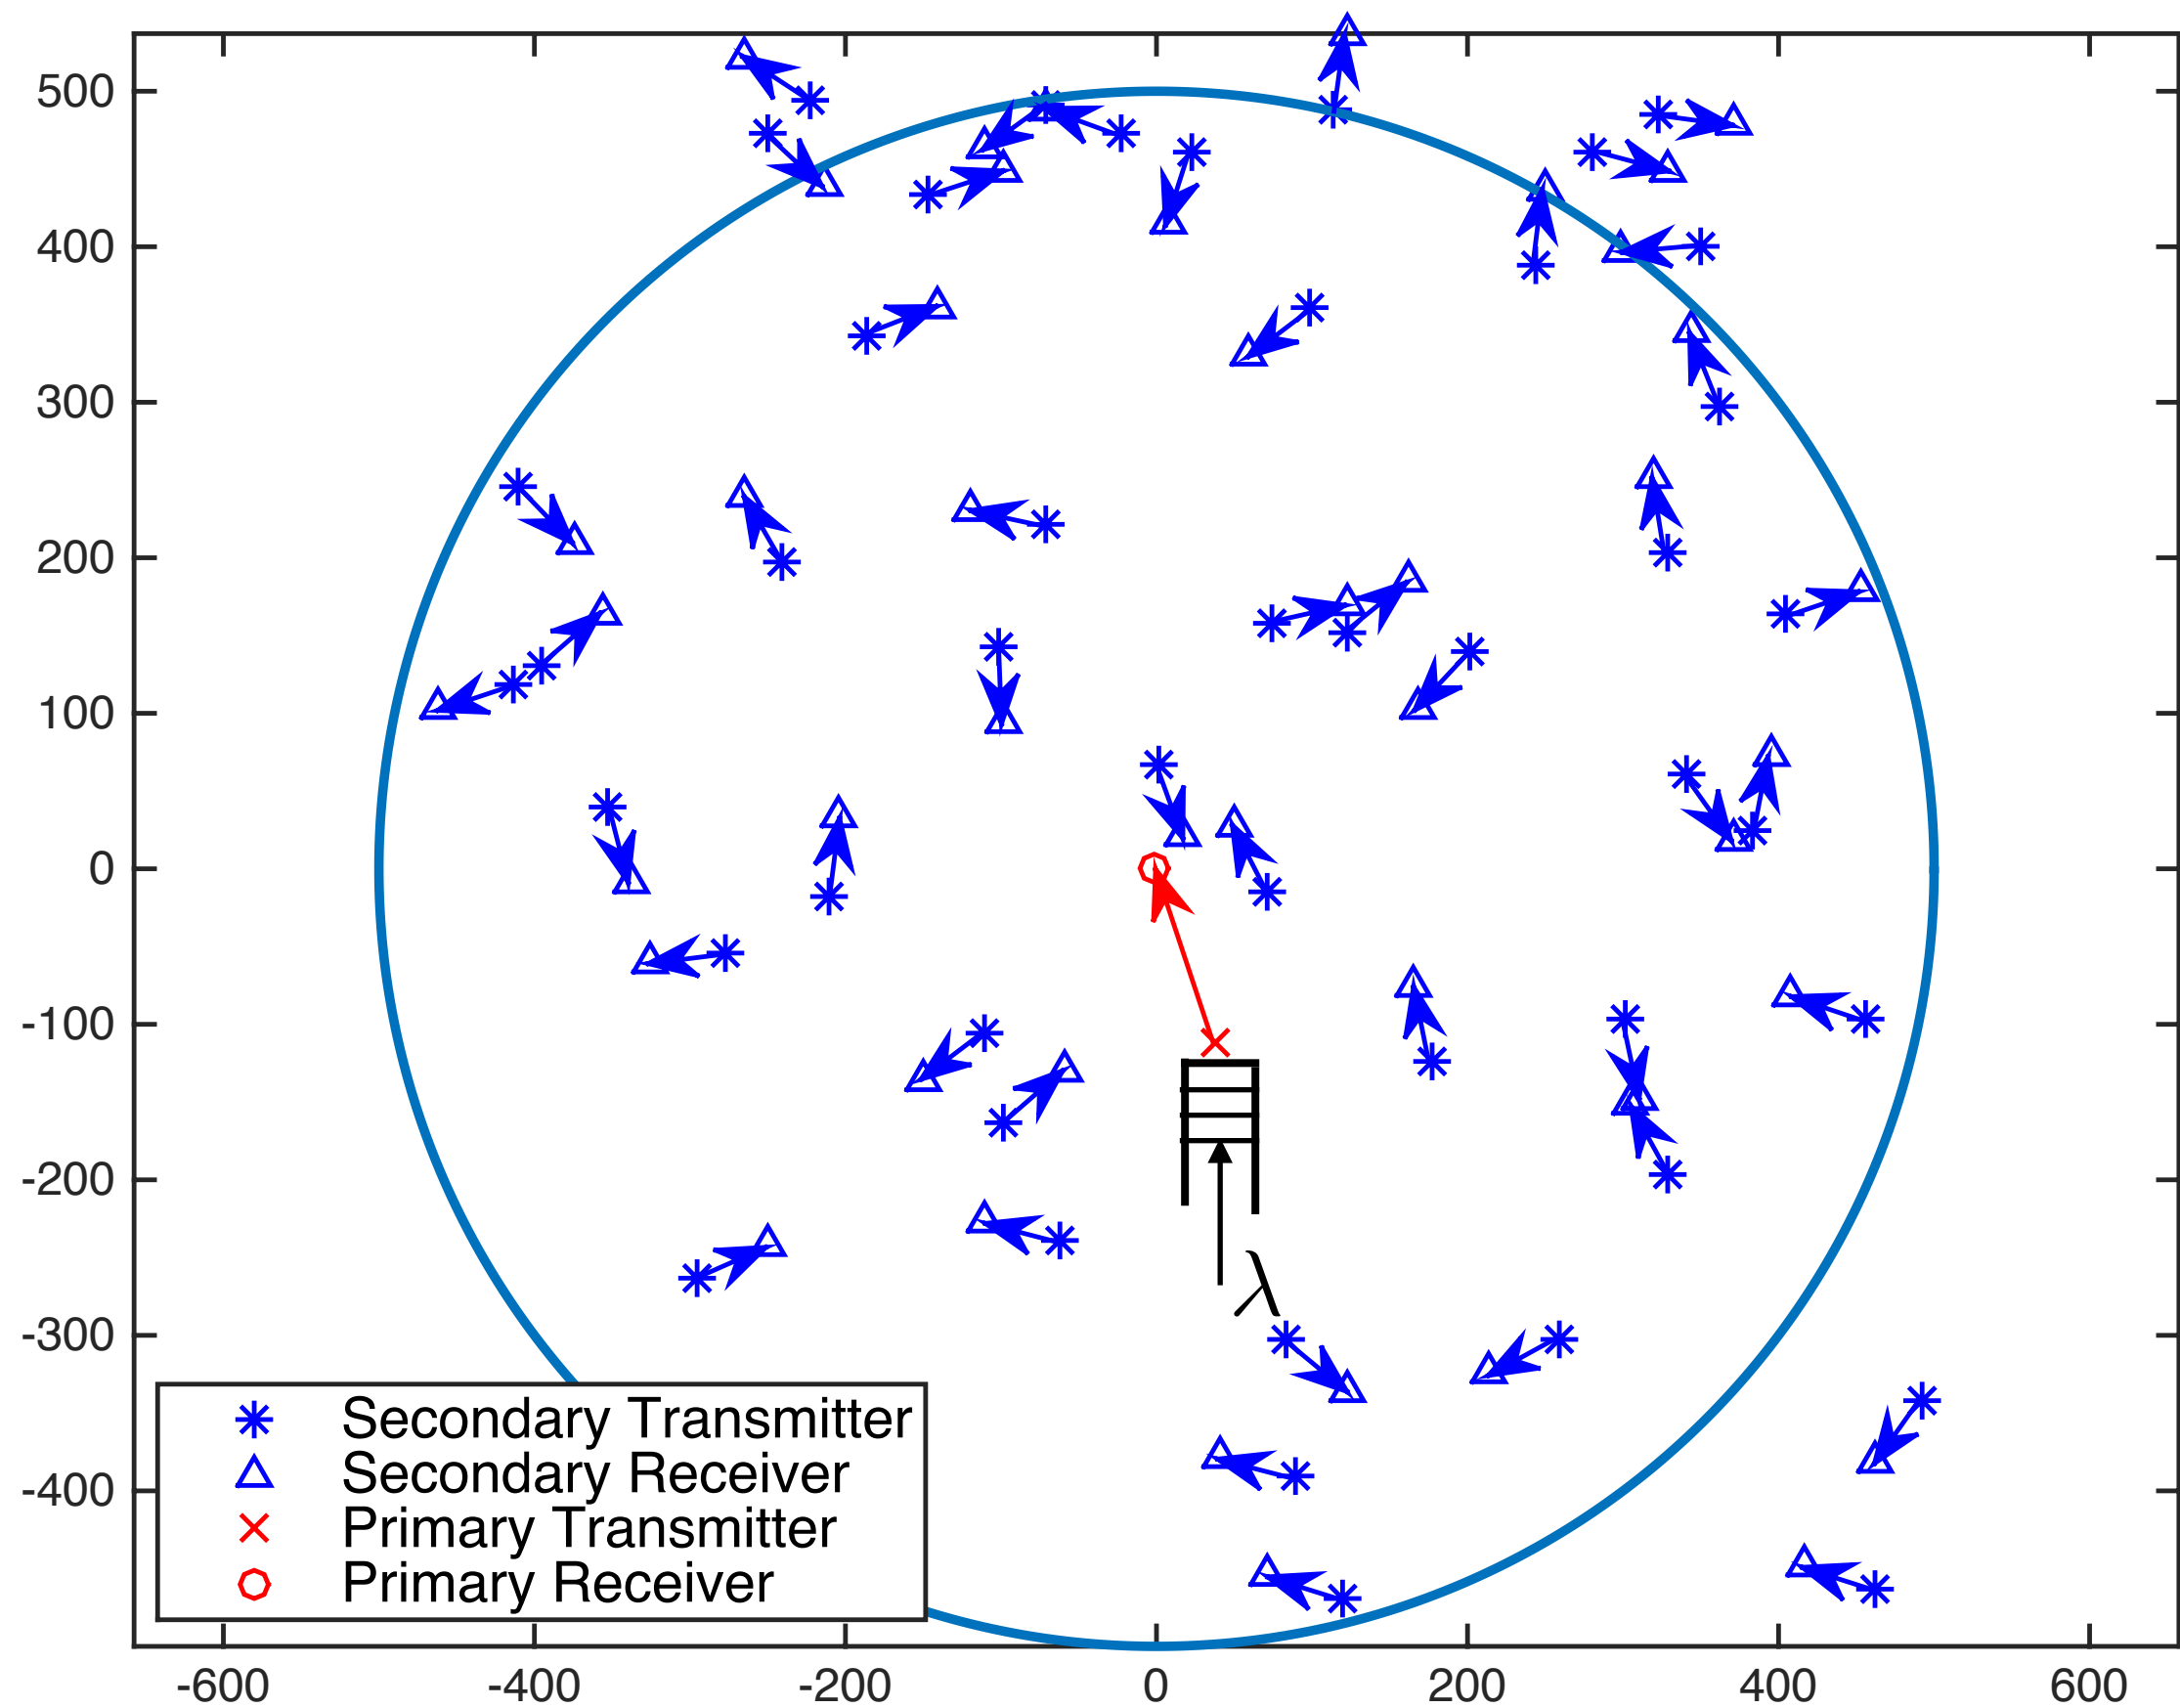 500
400
300
200
100
0
-100
-200
-300
-400
λ
Secondary Transmitter
Secondary Receiver
Primary Transmitter
Primary Receiver
-600 -400 -200 0 200 400 600